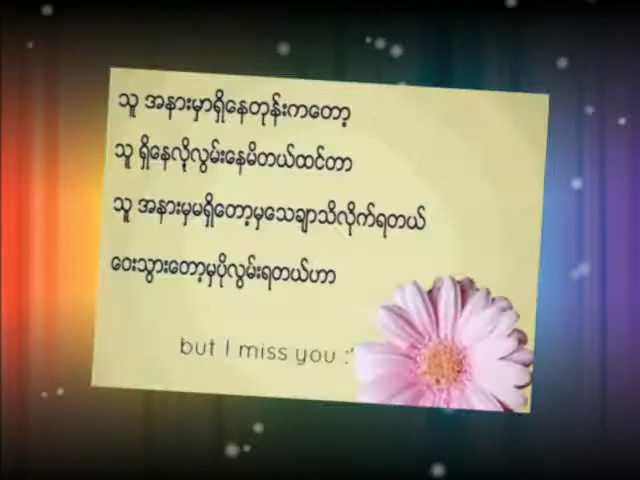 သူ အနားမှာရှိနေတုန်းကတော့
သူ ရှိနေလို့လွမ်းနေမိတယ်ထင်တာ
သူ အနားမှမရှိတော့မှသေချာသိလိုက်ရတယ်
ဝေးသွားတော့မှပိုလွမ်းရတယ်ဟာ
but I miss you :'